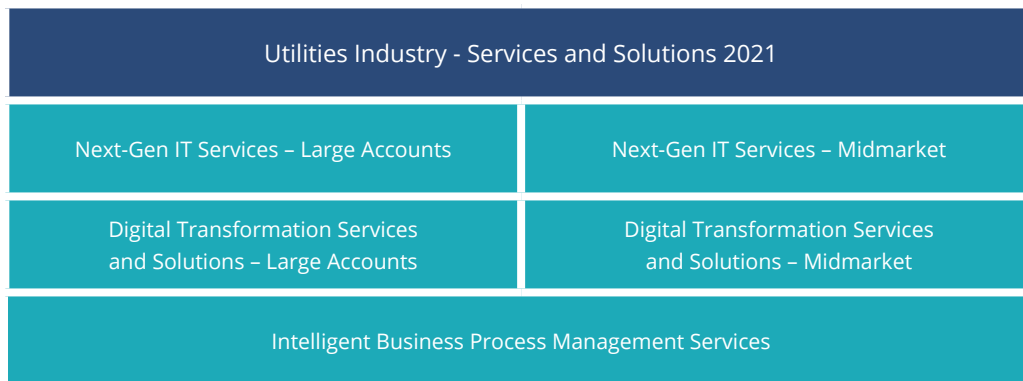 Utilities Industry - Services and Solutions 2021
Next-Gen IT Services – Large Accounts
Next-Gen IT Services – Midmarket
Digital Transformation Services
and Solutions – Large Accounts
Digital Transformation Services
and Solutions – Midmarket
Intelligent Business Process Management Services